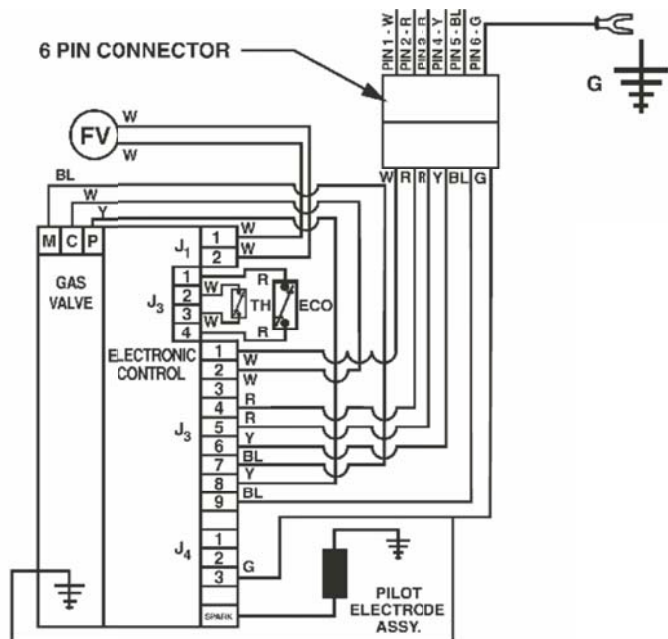 6 PIN CONNECTOR
PIN 1 - W
PIN 2 - R
PIN 3 - R
PIN 4 - Y
PIN 5 - BL
PIN 6 - G
G
FV
W
W
BL
W
Y
W R R Y BL G
M C P
GAS
VALVE
J1
1
2
W
W
J3
1
2
3
4
R
W
W
R
TH
ECO
ELECTRONIC
CONTROL
J3
1
2
3
4
5
6
7
8
9
W
W
R
R
Y
BL
Y
BL
J4
1
2
3
G
SPARK
PILOT
ELECTRODE
ASSY.